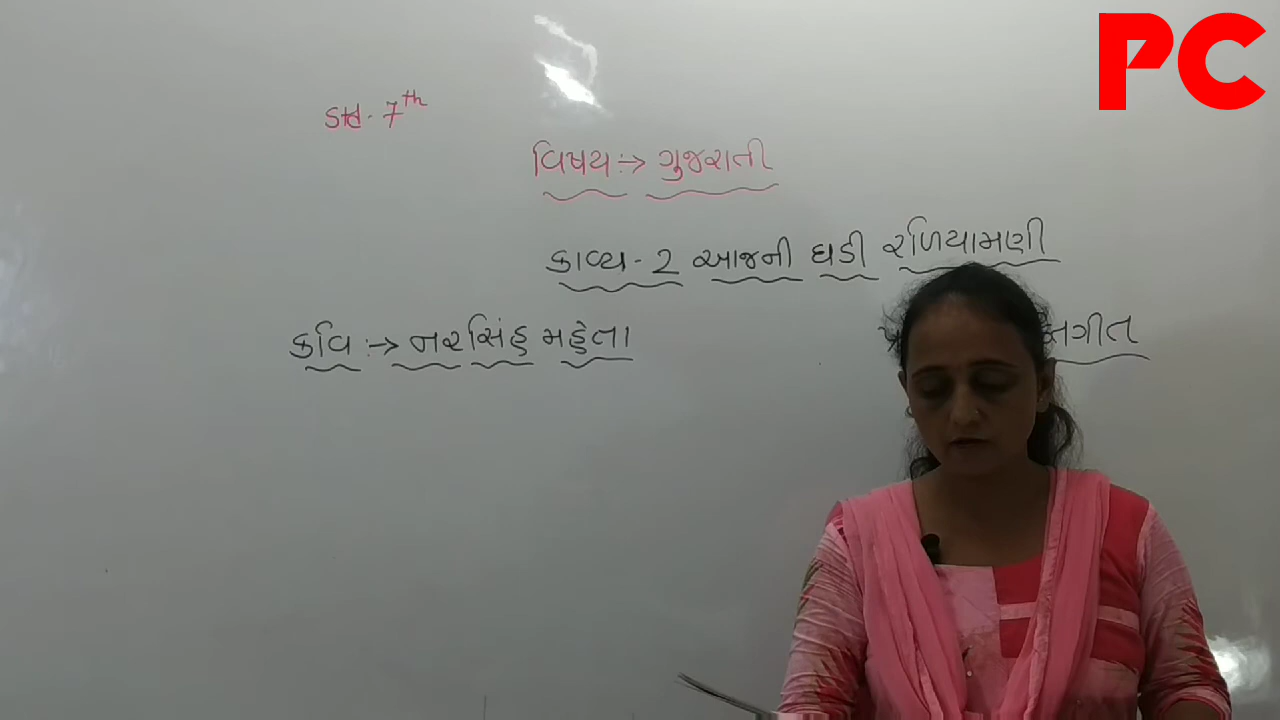 PC
Std. 7th
વિષય :→ ગુજરાતી
કાવ્ય - 2 આજની ઘડી રળિયામણી
કવિ :→ નરસિંહ મહેતા